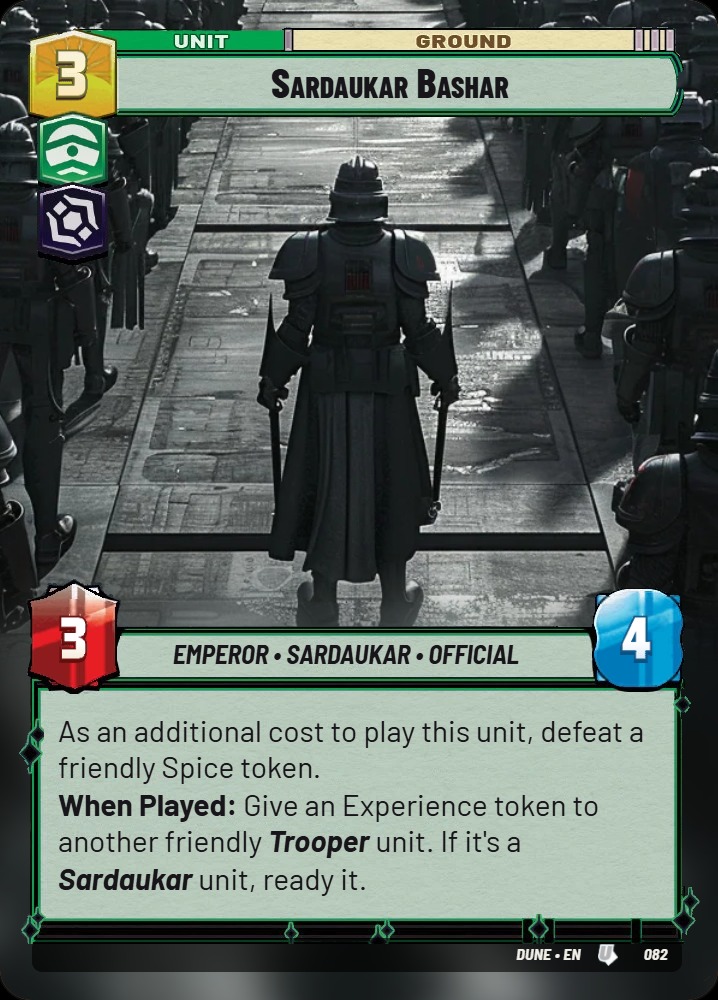 UNIT
GROUND
3
SARDAUKAR BASHAR
3
EMPEROR • SARDAUKAR • OFFICIAL
4
As an additional cost to play this unit, defeat a
friendly Spice token.
When Played: Give an Experience token to
another friendly Trooper unit. If it's a
Sardaukar unit, ready it.
DUNE • EN
U
082